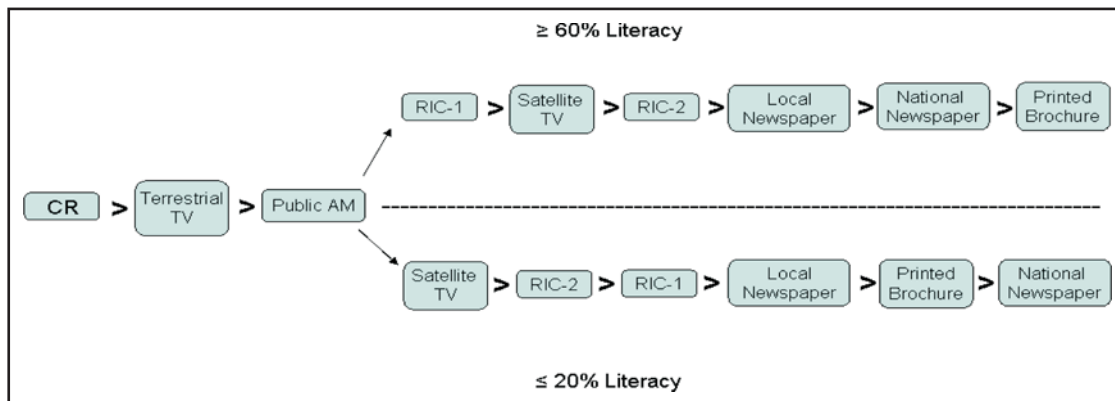 ≥ 60% Literacy
RIC-1 > Satellite TV > RIC-2 > Local Newspaper > National Newspaper > Printed Brochure
CR > Terrestrial TV > Public AM
Satellite TV > RIC-2 > RIC-1 > Local Newspaper > Printed Brochure > National Newspaper
≤ 20% Literacy